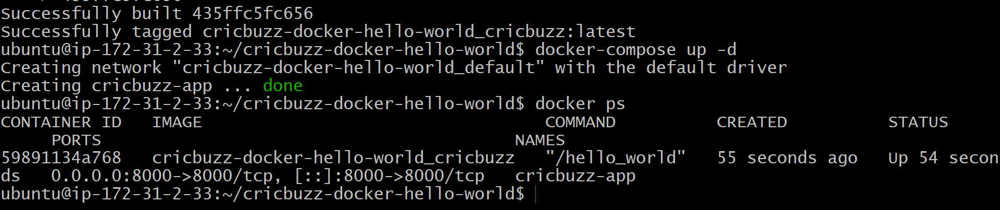 Successfully built 435ffc5fc656
Successfully tagged cricbuzz-docker-hello-world_cricbuzz:latest
ubuntu@ip-172-31-2-33:~/cricbuzz-docker-hello-world$ docker-compose up -d
Creating network "cricbuzz-docker-hello-world_default" with the default driver
Creating cricbuzz-app ... done
ubuntu@ip-172-31-2-33:~/cricbuzz-docker-hello-world$ docker ps
CONTAINER ID   IMAGE                                  COMMAND          CREATED          STATUS
     PORTS                                         NAMES
59891134a768   cricbuzz-docker-hello-world_cricbuzz   "/hello_world"   55 seconds ago   Up 54 secon
ds   0.0.0.0:8000->8000/tcp, [::]:8000->8000/tcp   cricbuzz-app
ubuntu@ip-172-31-2-33:~/cricbuzz-docker-hello-world$